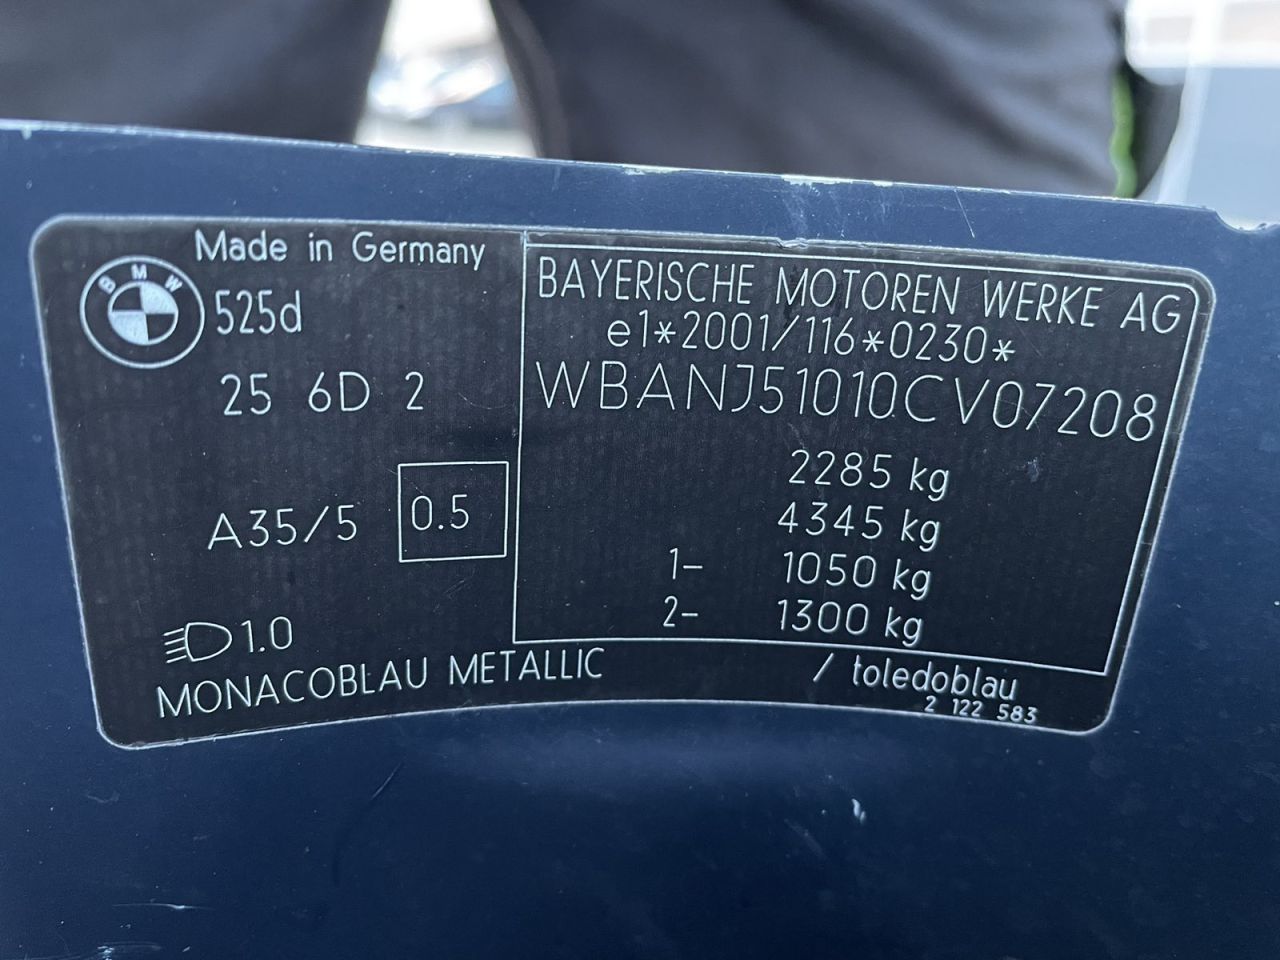 Made in Germany
BMW
525d
25 6D 2
A35/5 0.5
1.0
MONACOBLAU METALLIC / toledoblau
2 122 583
BAYERISCHE MOTOREN WERKE AG
e1*2001/116*0230*
WBANJ51010CV07208
2285 kg
4345 kg
1- 1050 kg
2- 1300 kg